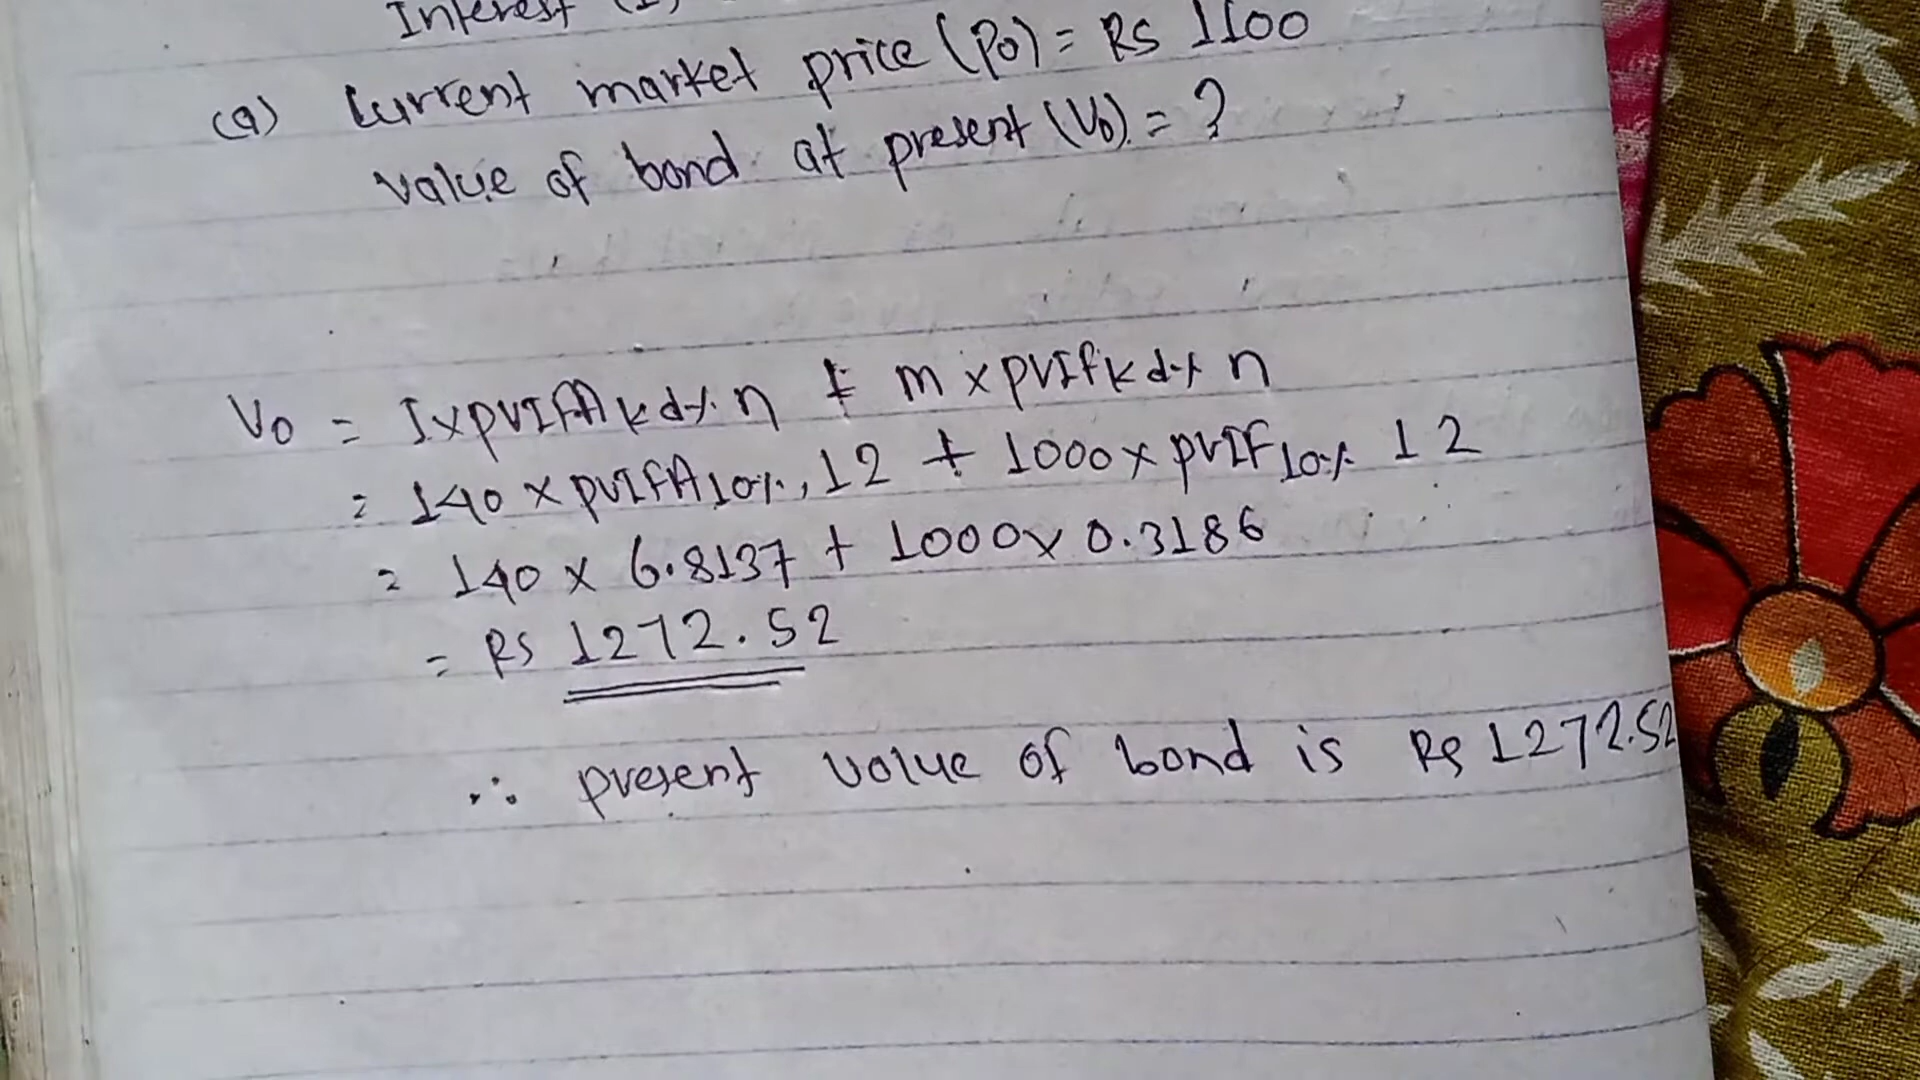 Interest (I)
(a) Current market price (P0) = RS 1100
value of bond at present (V0) = ?
V0 = I×PVIFA kd% n + m × PVIF kd% n
= 140 × PVIFA 10%, 12 + 1000 × PVIF 10% 12
= 140 × 6.8137 + 1000 × 0.3186
= RS 1272.52
∴ present value of bond is Rs 1272.52